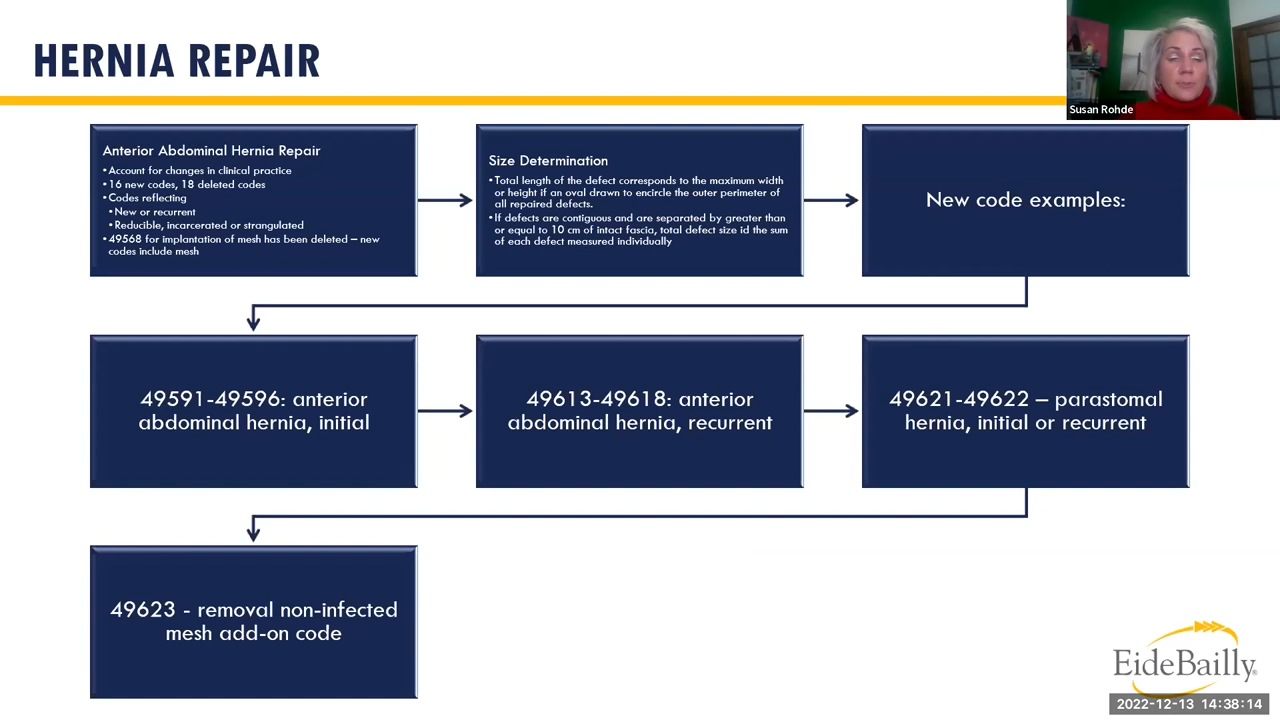 HERNIA REPAIR
Susan Rohde
Anterior Abdominal Hernia Repair
•Account for changes in clinical practice
•16 new codes, 18 deleted codes
•Codes reflecting
•New or recurrent
•Reducible, incarcerated or strangulated
•49568 for implantation of mesh has been deleted – new
codes include mesh
Size Determination
•Total length of the defect corresponds to the maximum width
or height if an oval drawn to encircle the outer perimeter of
all repaired defects.
•If defects are contiguous and are separated by greater than
or equal to 10 cm of intact fascia, total defect size id the sum
of each defect measured individually
New code examples:
49591-49596: anterior
abdominal hernia, initial
49613-49618: anterior
abdominal hernia, recurrent
49621-49622 – parastomal
hernia, initial or recurrent
49623 - removal non-infected
mesh add-on code
EideBailly®
2022-12-13 14:38:14